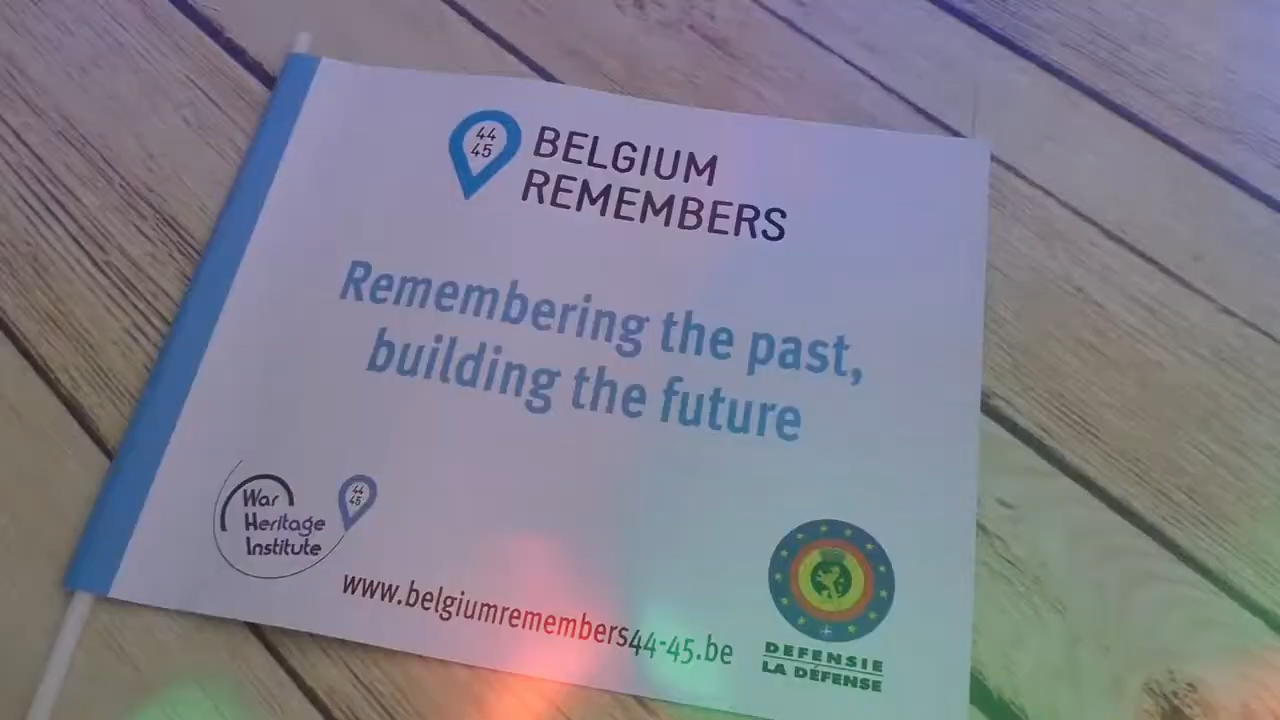 44
45
BELGIUM
REMEMBERS
Remembering the past,
building the future
War
Heritage
Institute
44
45
www.belgiumremembers44-45.be
DEFENSIE
LA DÉFENSE